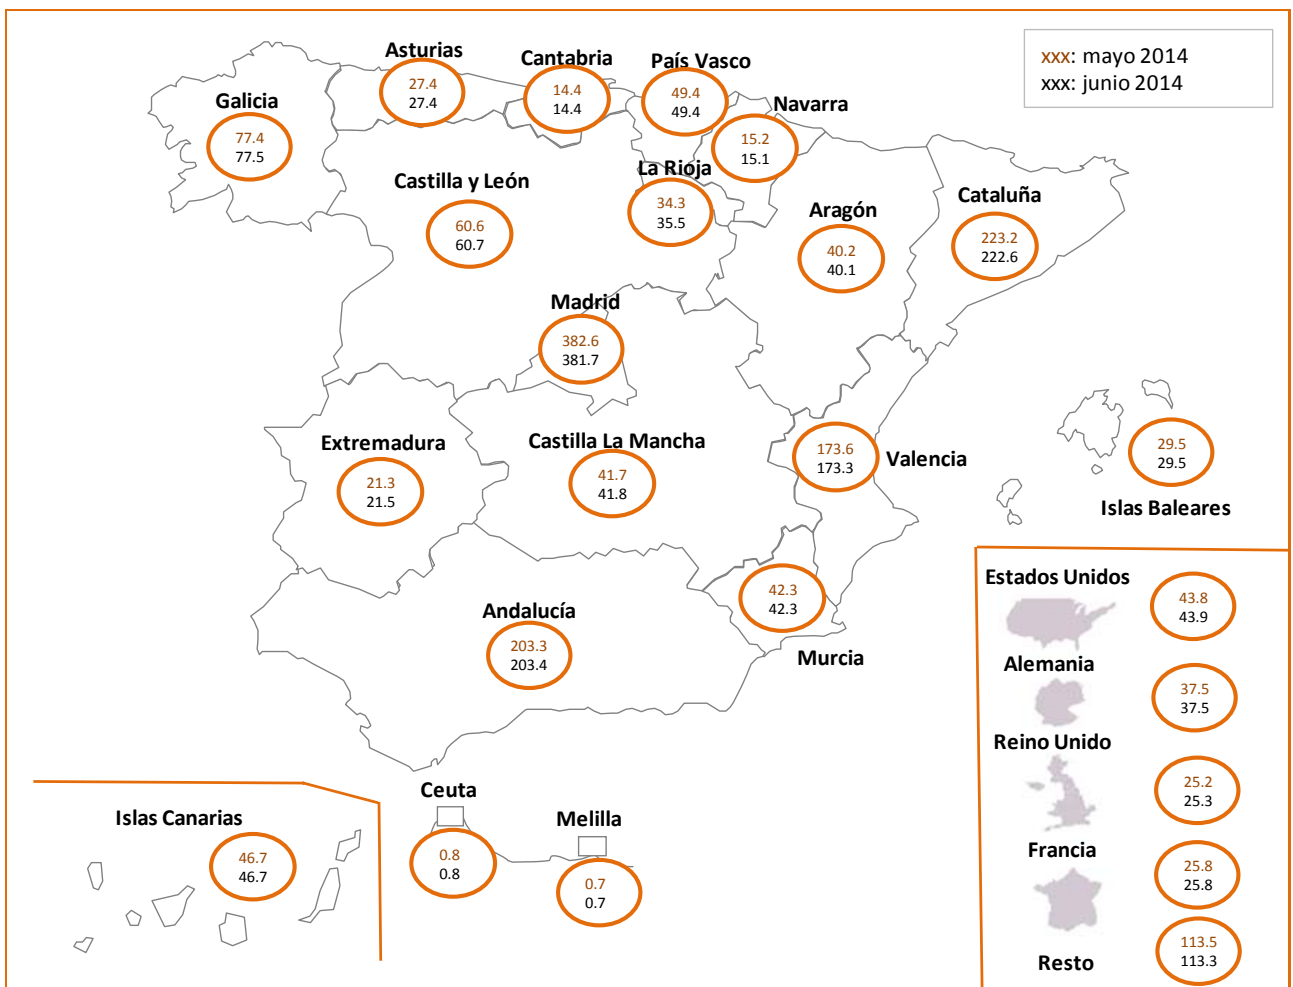 xxx: mayo 2014
xxx: junio 2014
Asturias
27.4
27.4
Cantabria
14.4
14.4
País Vasco
49.4
49.4
Navarra
15.2
15.1
Galicia
77.4
77.5
Castilla y León
60.6
60.7
La Rioja
34.3
35.5
Aragón
40.2
40.1
Cataluña
223.2
222.6
Madrid
382.6
381.7
Extremadura
21.3
21.5
Castilla La Mancha
41.7
41.8
173.6
173.3
Valencia
29.5
29.5
Islas Baleares
Andalucía
203.3
203.4
42.3
42.3
Murcia
Estados Unidos
43.8
43.9
Alemania
37.5
37.5
Reino Unido
25.2
25.3
Francia
25.8
25.8
Resto
113.5
113.3
Islas Canarias
46.7
46.7
Ceuta
0.8
0.8
Melilla
0.7
0.7